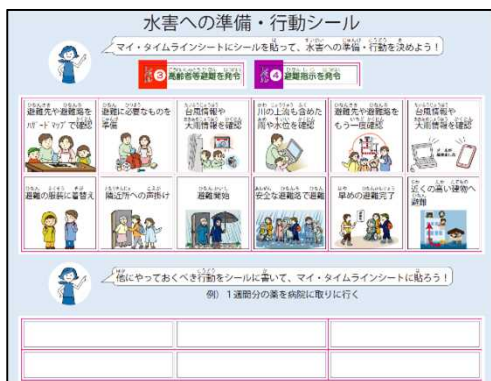 水害への準備・行動シール
マイ・タイムラインシートにシールを貼って、水害への準備・行動を決めよう！
③ 高齢者等避難を発令
④ 避難指示を発令
避難先や避難路を
ハザードマップで確認
避難に必要なものを
準備
台風情報や
大雨情報を確認
川の上流も含めた
雨や水位を確認
避難先や避難路を
もう一度確認
台風情報や
大雨情報を確認
避難の服装に着替え
隣近所への声掛け
避難開始
安全な避難路で避難
早めの避難完了
近くの高い建物へ
避難
他にやっておくべき行動をシールに書いて、マイ・タイムラインシートに貼ろう！
例） 1週間分の薬を病院に取りに行く